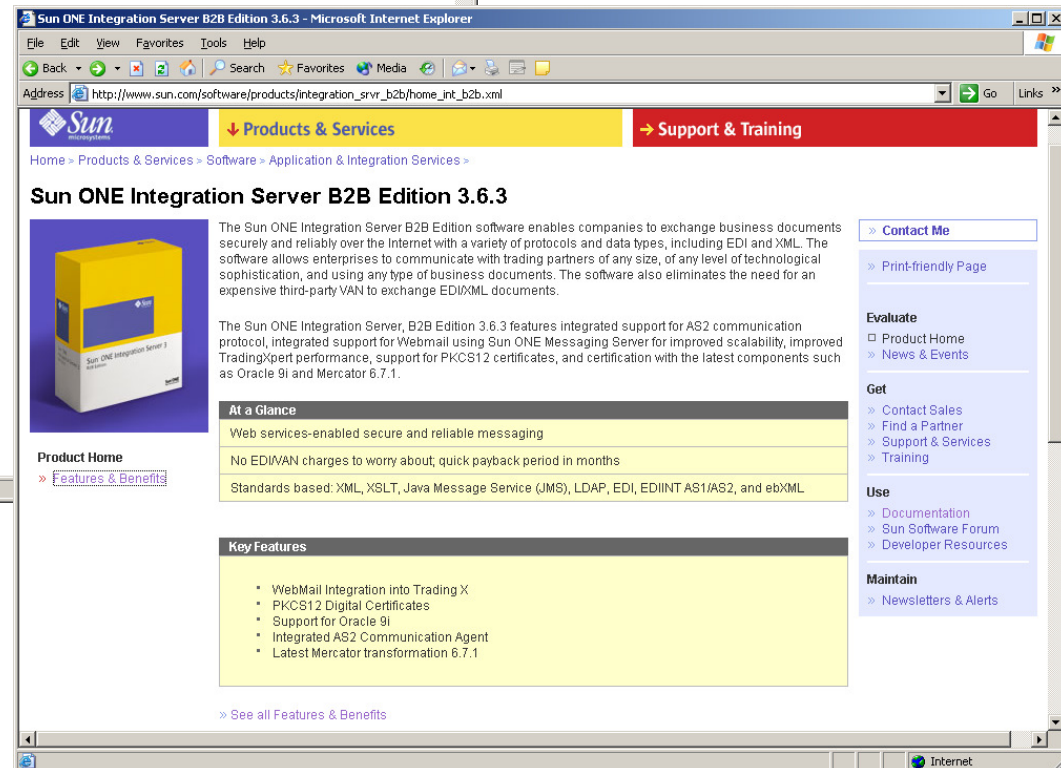 Sun ONE Integration Server B2B Edition 3.6.3 - Microsoft Internet Explorer
File Edit View Favorites Tools Help
Back Search Favorites Media
Address http://www.sun.com/software/products/integration_srvr_b2b/home_int_b2b.xml Go Links »
Sun microsystems
Products & Services
Support & Training
Home » Products & Services » Software » Application & Integration Services »
Sun ONE Integration Server B2B Edition 3.6.3
The Sun ONE Integration Server B2B Edition software enables companies to exchange business documents
securely and reliably over the Internet with a variety of protocols and data types, including EDI and XML. The
software allows enterprises to communicate with trading partners of any size, of any level of technological
sophistication, and using any type of business documents. The software also eliminates the need for an
expensive third-party VAN to exchange EDI/XML documents.
The Sun ONE Integration Server, B2B Edition 3.6.3 features integrated support for AS2 communication
protocol, integrated support for Webmail using Sun ONE Messaging Server for improved scalability, improved
TradingXpert performance, support for PKCS12 certificates, and certification with the latest components such
as Oracle 9i and Mercator 6.7.1.
Sun
Sun ONE Integration Server 3
Product Home
» Features & Benefits
At a Glance
Web services-enabled secure and reliable messaging
No EDI/VAN charges to worry about; quick payback period in months
Standards based: XML, XSLT, Java Message Service (JMS), LDAP, EDI, EDIINT AS1/AS2, and ebXML
Key Features
WebMail Integration into Trading X
PKCS12 Digital Certificates
Support for Oracle 9i
Integrated AS2 Communication Agent
Latest Mercator transformation 6.7.1
» See all Features & Benefits
» Contact Me
» Print-friendly Page
Evaluate
Product Home
» News & Events
Get
» Contact Sales
» Find a Partner
» Support & Services
» Training
Use
» Documentation
» Sun Software Forum
» Developer Resources
Maintain
» Newsletters & Alerts
Internet